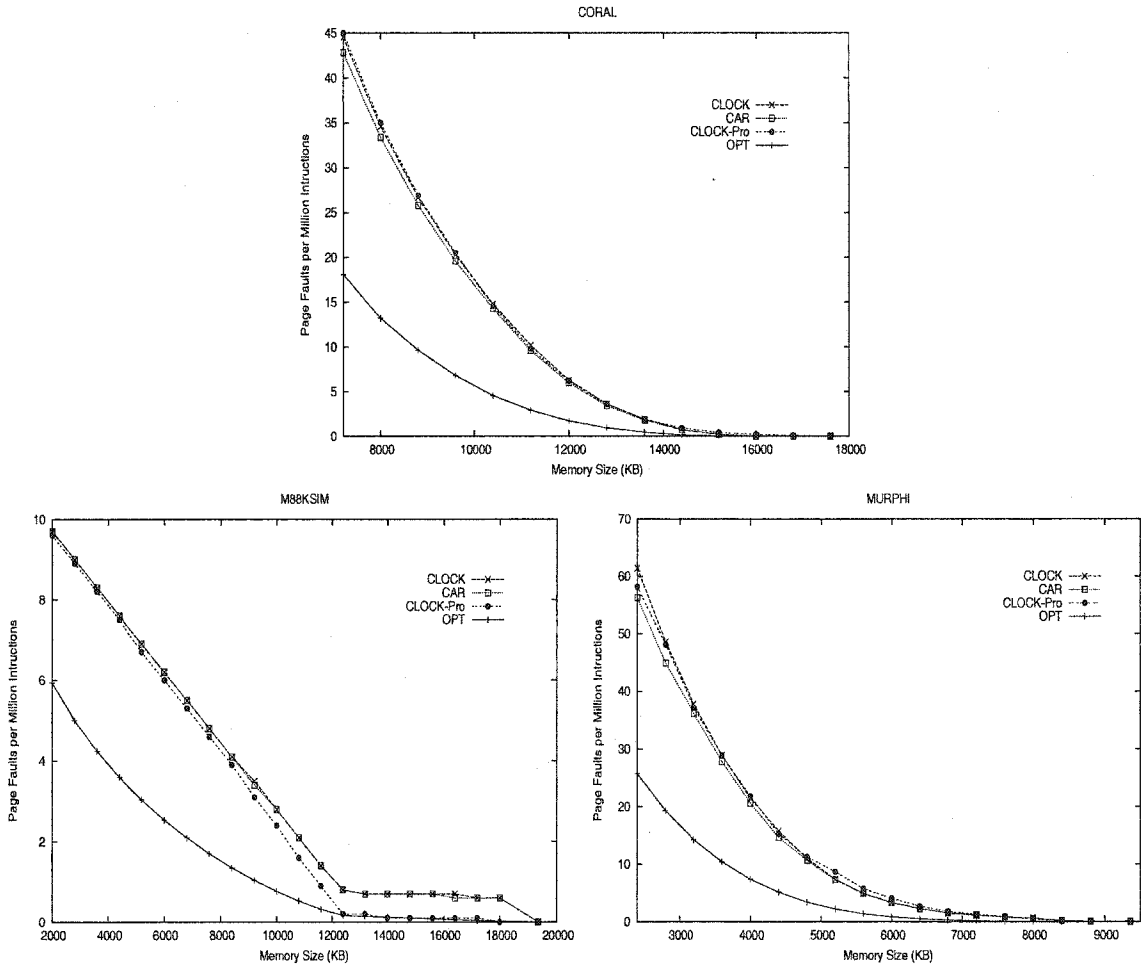 CORAL
45
40
35
30
25
20
15
10
5
0
Page Faults per Million Intructions
CLOCK
CAR
CLOCK-Pro
OPT
8000 10000 12000 14000 16000 18000
Memory Size (KB)
M88KSIM
10
8
6
4
2
0
Page Faults per Million Intructions
CLOCK
CAR
CLOCK-Pro
OPT
2000 4000 6000 8000 10000 12000 14000 16000 18000 20000
Memory Size (KB)
MURPHI
70
60
50
40
30
20
10
0
Page Faults per Million Intructions
CLOCK
CAR
CLOCK-Pro
OPT
3000 4000 5000 6000 7000 8000 9000
Memory Size (KB)